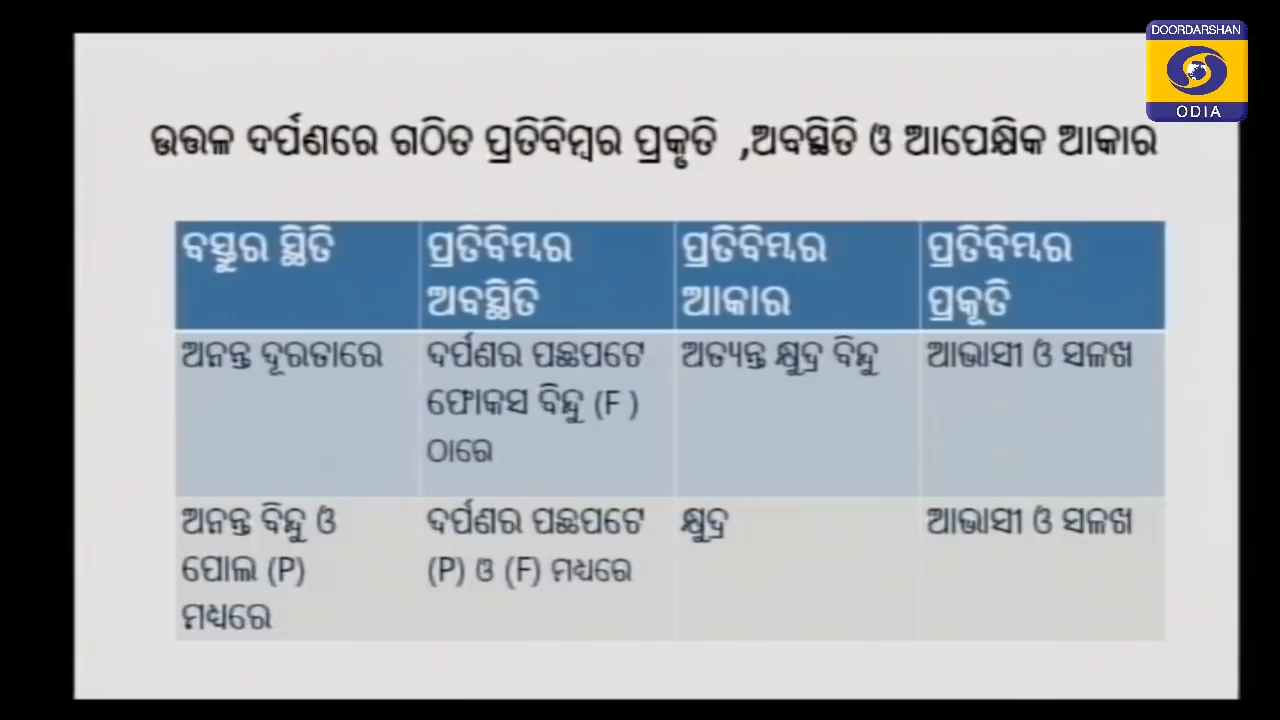 DOORDARSHAN
ODIA
ଉତ୍ତଳ ଦର୍ପଣରେ ଗଠିତ ପ୍ରତିବିମ୍ବର ପ୍ରକୃତି ,ଅବସ୍ଥିତି ଓ ଆପେକ୍ଷିକ ଆକାର
ବସ୍ତୁର ସ୍ଥିତି
ପ୍ରତିବିମ୍ବର
ଅବସ୍ଥିତି
ପ୍ରତିବିମ୍ବର
ଆକାର
ପ୍ରତିବିମ୍ବର
ପ୍ରକୃତି
ଅନନ୍ତ ଦୂରତାରେ
ଦର୍ପଣର ପଛପଟେ
ଫୋକସ ବିନ୍ଦୁ (F )
ଠାରେ
ଅତ୍ୟନ୍ତ କ୍ଷୁଦ୍ର ବିନ୍ଦୁ
ଆଭାସୀ ଓ ସଳଖ
ଅନନ୍ତ ବିନ୍ଦୁ ଓ
ପୋଲ (P)
ମଧ୍ୟରେ
ଦର୍ପଣର ପଛପଟେ
(P) ଓ (F) ମଧ୍ୟରେ
କ୍ଷୁଦ୍ର
ଆଭାସୀ ଓ ସଳଖ